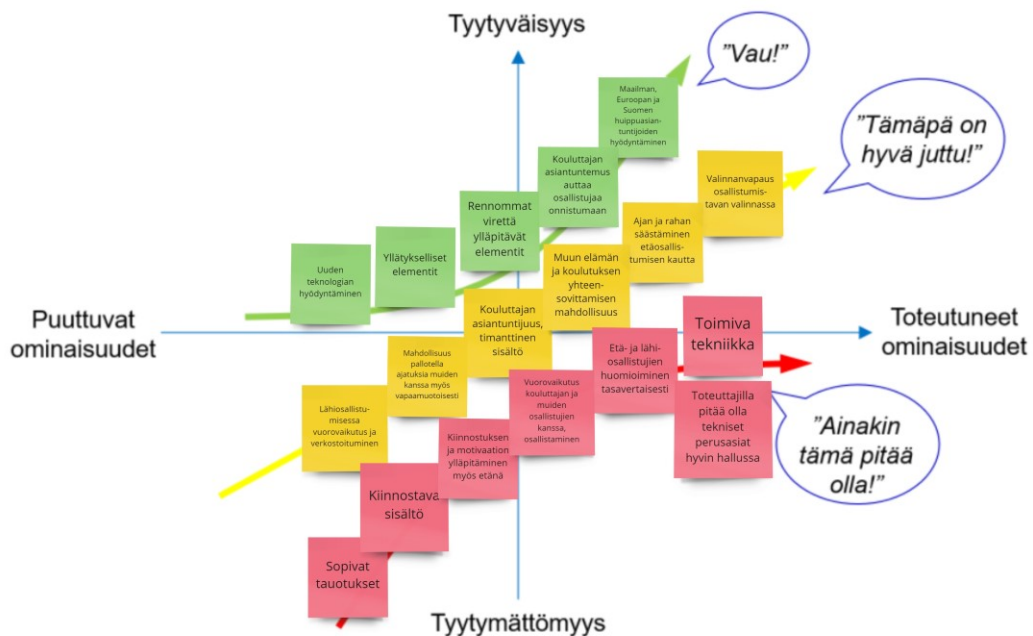 Tyytyväisyys
"Vau!"
"Tämäpä on
hyvä juttu!"
Maailman,
Euroopan ja
Suomen
huippuasian-
tuntijoiden
hyödyntäminen
Kouluttajan
asiantuntemus
auttaa
osallistujaa
onnistumaan
Rennommat
virettä
ylläpitävät
elementit
Yllätykselliset
elementit
Uuden
teknologian
hyödyntäminen
Valinnanvapaus
osallistumis-
tavan valinnassa
Ajan ja rahan
säästäminen
etäosallis-
tumisen kautta
Muun elämän
ja koulutuksen
yhteen-
sovittamisen
mahdollisuus
Kouluttajan
asiantuntijuus,
timanttinen
sisältö
Mahdollisuus
pallotella
ajatuksia muiden
kanssa myös
vapaamuotoisesti
Lähiosallistu-
misessa
vuorovaikutus ja
verkostoituminen
Puuttuvat
ominaisuudet
Toteutuneet
ominaisuudet
Toimiva
tekniikka
Etä- ja lähi-
osallistujien
huomioiminen
tasavertaisesti
Toteuttajilla
pitää olla
tekniset
perusasiat
hyvin hallussa
Vuorovaikutus
kouluttajan ja
muiden
osallistujien
kanssa,
osallistaminen
Kiinnostuksen
ja motivaation
ylläpitäminen
myös etänä
Kiinnostava
sisältö
Sopivat
tauotukset
"Ainakin
tämä pitää
olla!"
Tyytymättömyys